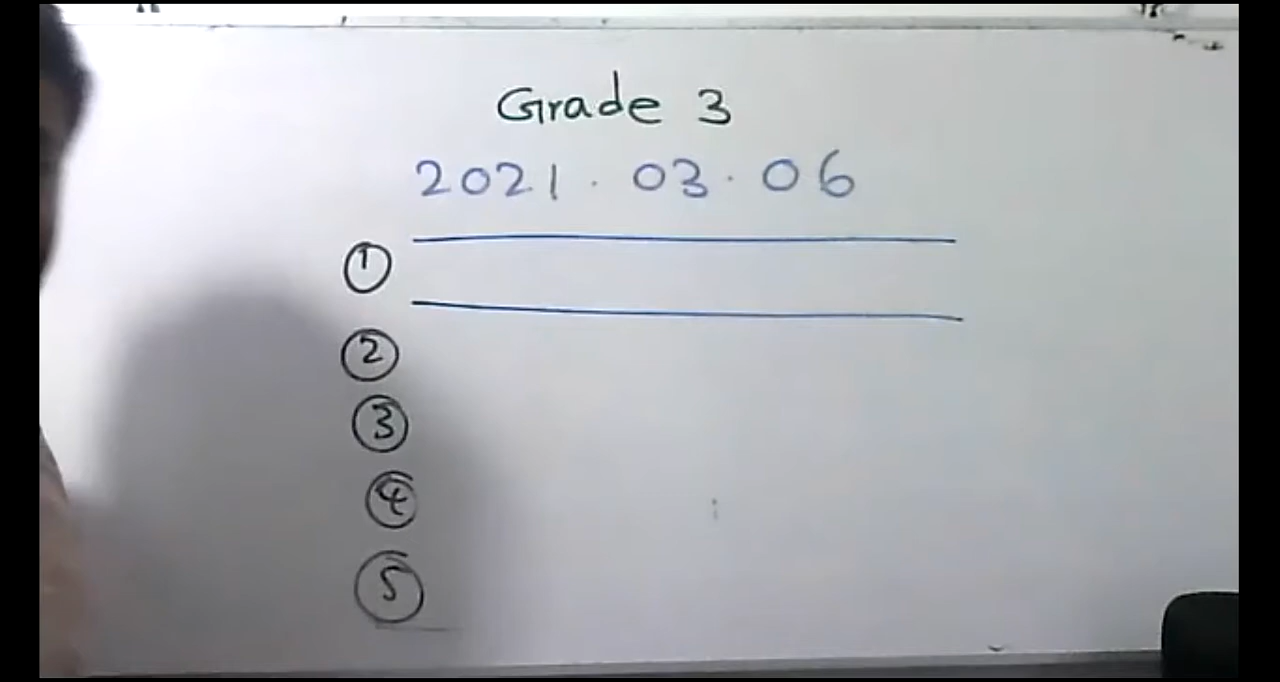 Grade 3
2021. 03. 06
①
②
③
④
⑤